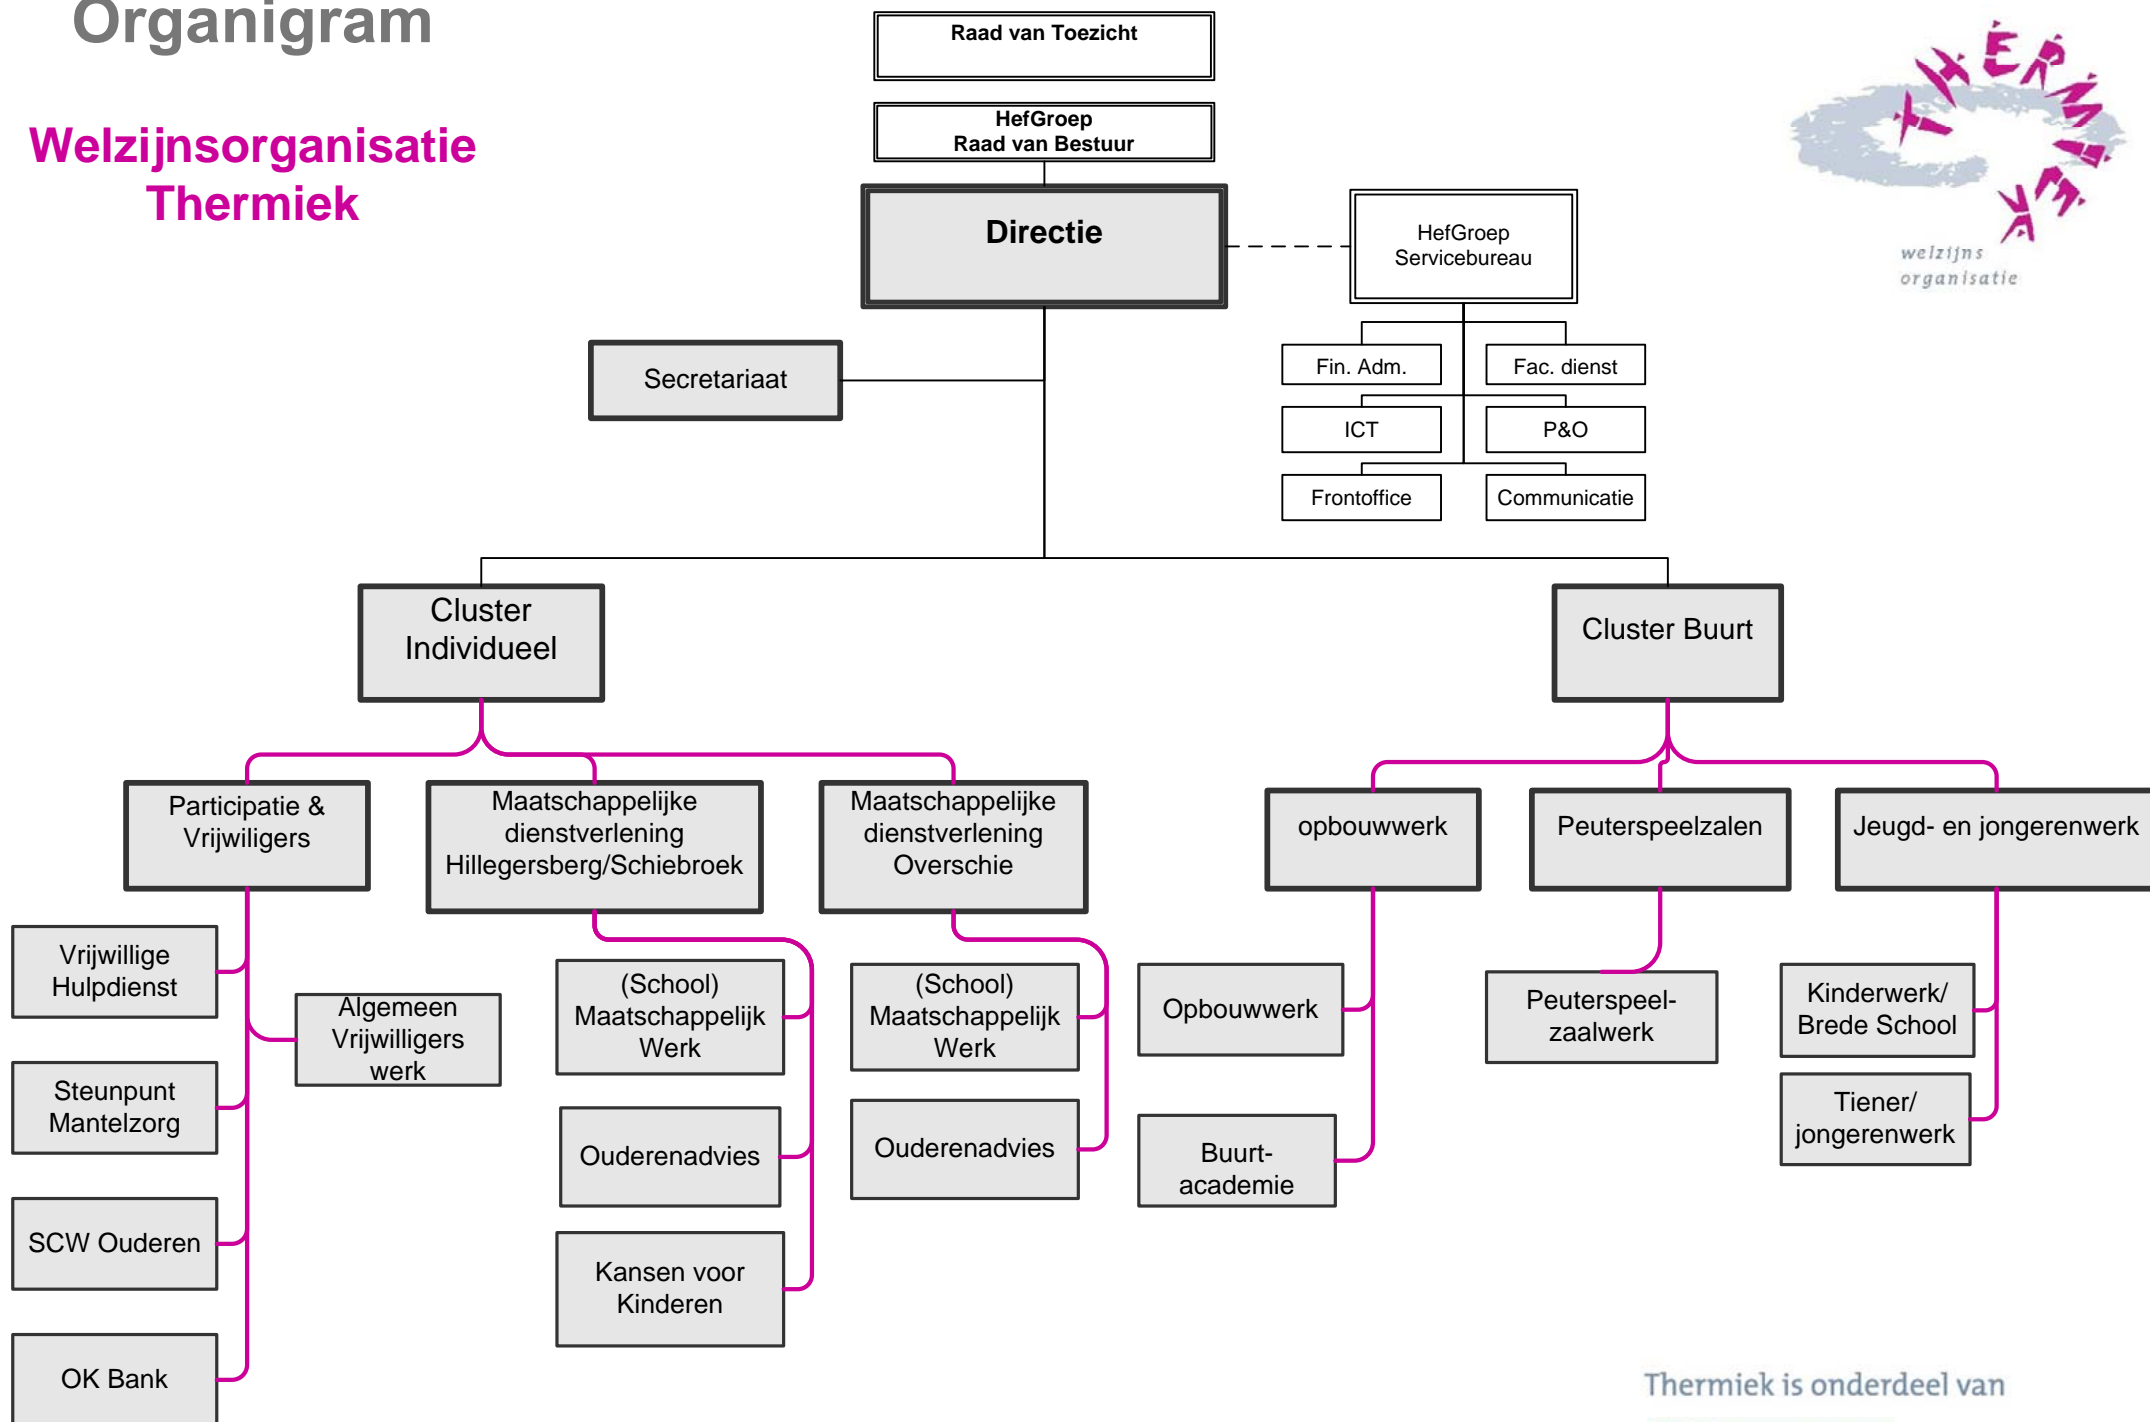 Organigram
Welzijnsorganisatie
Thermiek
Raad van Toezicht
HefGroep
Raad van Bestuur
Directie
HefGroep
Servicebureau
THERMIEK
welzijns
organisatie
Secretariaat
Fin. Adm.
Fac. dienst
ICT
P&O
Frontoffice
Communicatie
Cluster
Individueel
Cluster Buurt
Participatie &
Vrijwiligers
Maatschappelijke
dienstverlening
Hillegersberg/Schiebroek
Maatschappelijke
dienstverlening
Overschie
opbouwwerk
Peuterspeelzalen
Jeugd- en jongerenwerk
Vrijwillige
Hulpdienst
Algemeen
Vrijwilligers
werk
Steunpunt
Mantelzorg
SCW Ouderen
OK Bank
(School)
Maatschappelijk
Werk
Ouderenadvies
Kansen voor
Kinderen
(School)
Maatschappelijk
Werk
Ouderenadvies
Opbouwwerk
Buurt-
academie
Peuterspeel-
zaalwerk
Kinderwerk/
Brede School
Tiener/
jongerenwerk
Thermiek is onderdeel van